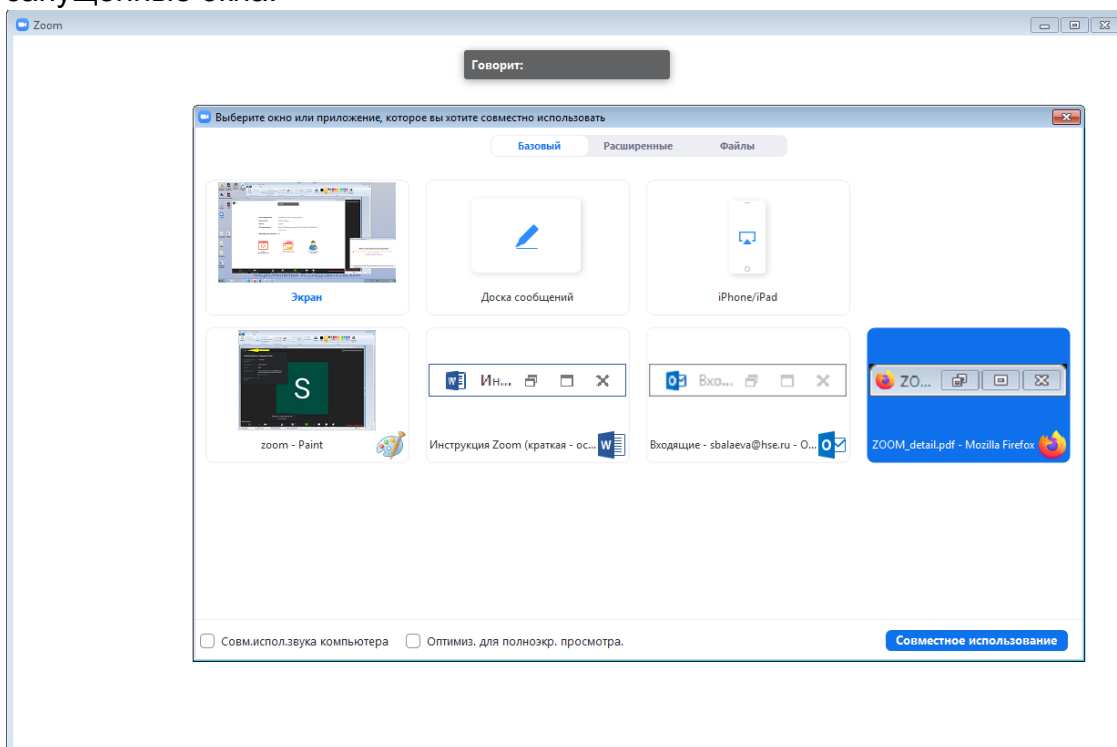 запущенные окна.
Zoom
Говорит:
Выберите окно или приложение, которое вы хотите совместно использовать
Базовый Расширенные Файлы
Экран Доска сообщений iPhone/iPad
S
Ин... Вхо... ZO...
zoom - Paint Инструкция Zoom (краткая - ос... Входящие - sbalaeva@hse.ru - O... ZOOM_detail.pdf - Mozilla Firefox
Совм.испол.звука компьютера Оптимиз. для полноэкр. просмотра. Совместное использование